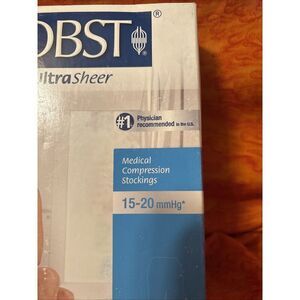 OBST®
UltraSheer
#1 Physician
recommended in the U.S.
Medical
Compression
Stockings
15-20 mmHg*